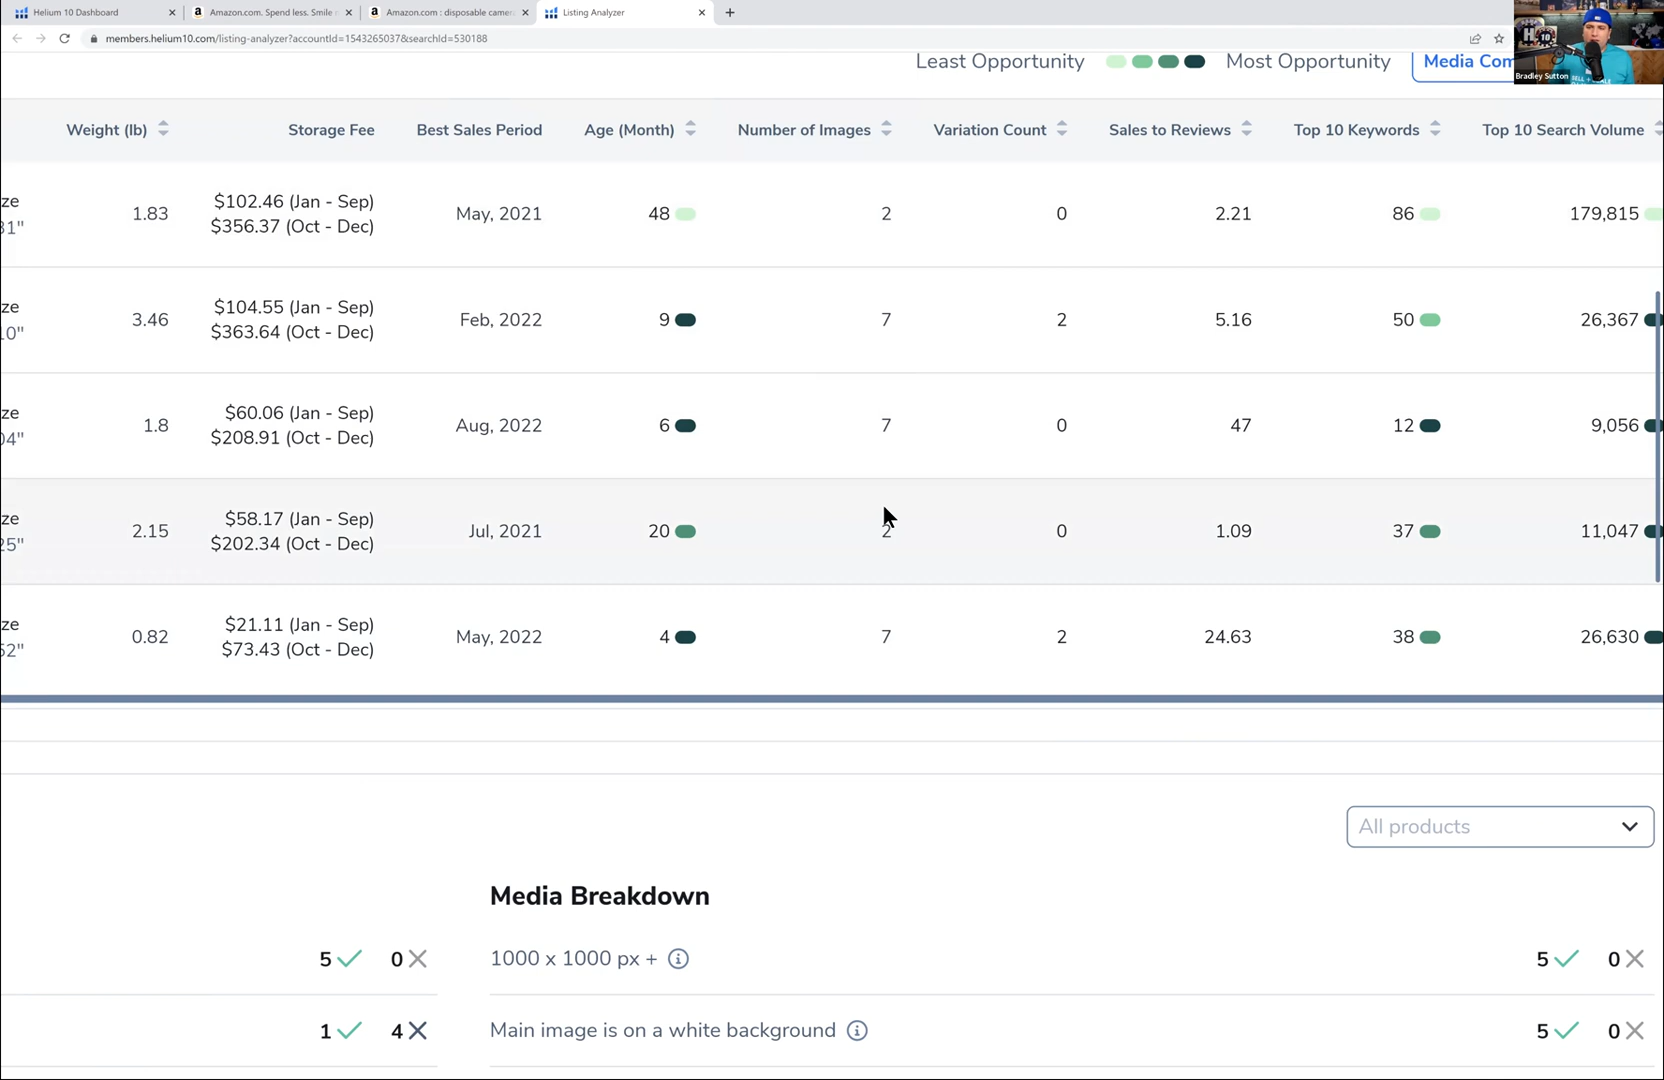 Helium 10 Dashboard
Amazon.com. Spend less. Smile
Amazon.com : disposable camer
Listing Analyzer
members.helium10.com/listing-analyzer?accountId=1543265037&searchId=530188
Least Opportunity Most Opportunity Media Com
Bradley Sutton
Weight (lb) Storage Fee Best Sales Period Age (Month) Number of Images Variation Count Sales to Reviews Top 10 Keywords Top 10 Search Volume
ze $102.46 (Jan - Sep)
1.83 May, 2021 48 2 0 2.21 86 179,815
31" $356.37 (Oct - Dec)
ze $104.55 (Jan - Sep)
3.46 Feb, 2022 9 7 2 5.16 50 26,367
10" $363.64 (Oct - Dec)
ze $60.06 (Jan - Sep)
1.8 Aug, 2022 6 7 0 47 12 9,056
04" $208.91 (Oct - Dec)
ze $58.17 (Jan - Sep)
2.15 Jul, 2021 20 2 0 1.09 37 11,047
25" $202.34 (Oct - Dec)
ze $21.11 (Jan - Sep)
0.82 May, 2022 4 7 2 24.63 38 26,630
52" $73.43 (Oct - Dec)
All products
Media Breakdown
5 0 1000 x 1000 px + 5 0
1 4 Main image is on a white background 5 0